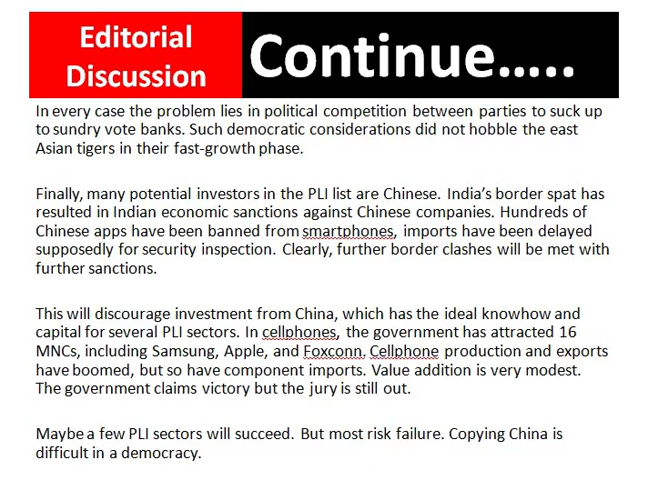 Editorial
Discussion
Continue.....
In every case the problem lies in political competition between parties to suck up
to sundry vote banks. Such democratic considerations did not hobble the east
Asian tigers in their fast-growth phase.
Finally, many potential investors in the PLI list are Chinese. India’s border spat has
resulted in Indian economic sanctions against Chinese companies. Hundreds of
Chinese apps have been banned from smartphones, imports have been delayed
supposedly for security inspection. Clearly, further border clashes will be met with
further sanctions.
This will discourage investment from China, which has the ideal knowhow and
capital for several PLI sectors. In cellphones, the government has attracted 16
MNCs, including Samsung, Apple, and Foxconn. Cellphone production and exports
have boomed, but so have component imports. Value addition is very modest.
The government claims victory but the jury is still out.
Maybe a few PLI sectors will succeed. But most risk failure. Copying China is
difficult in a democracy.